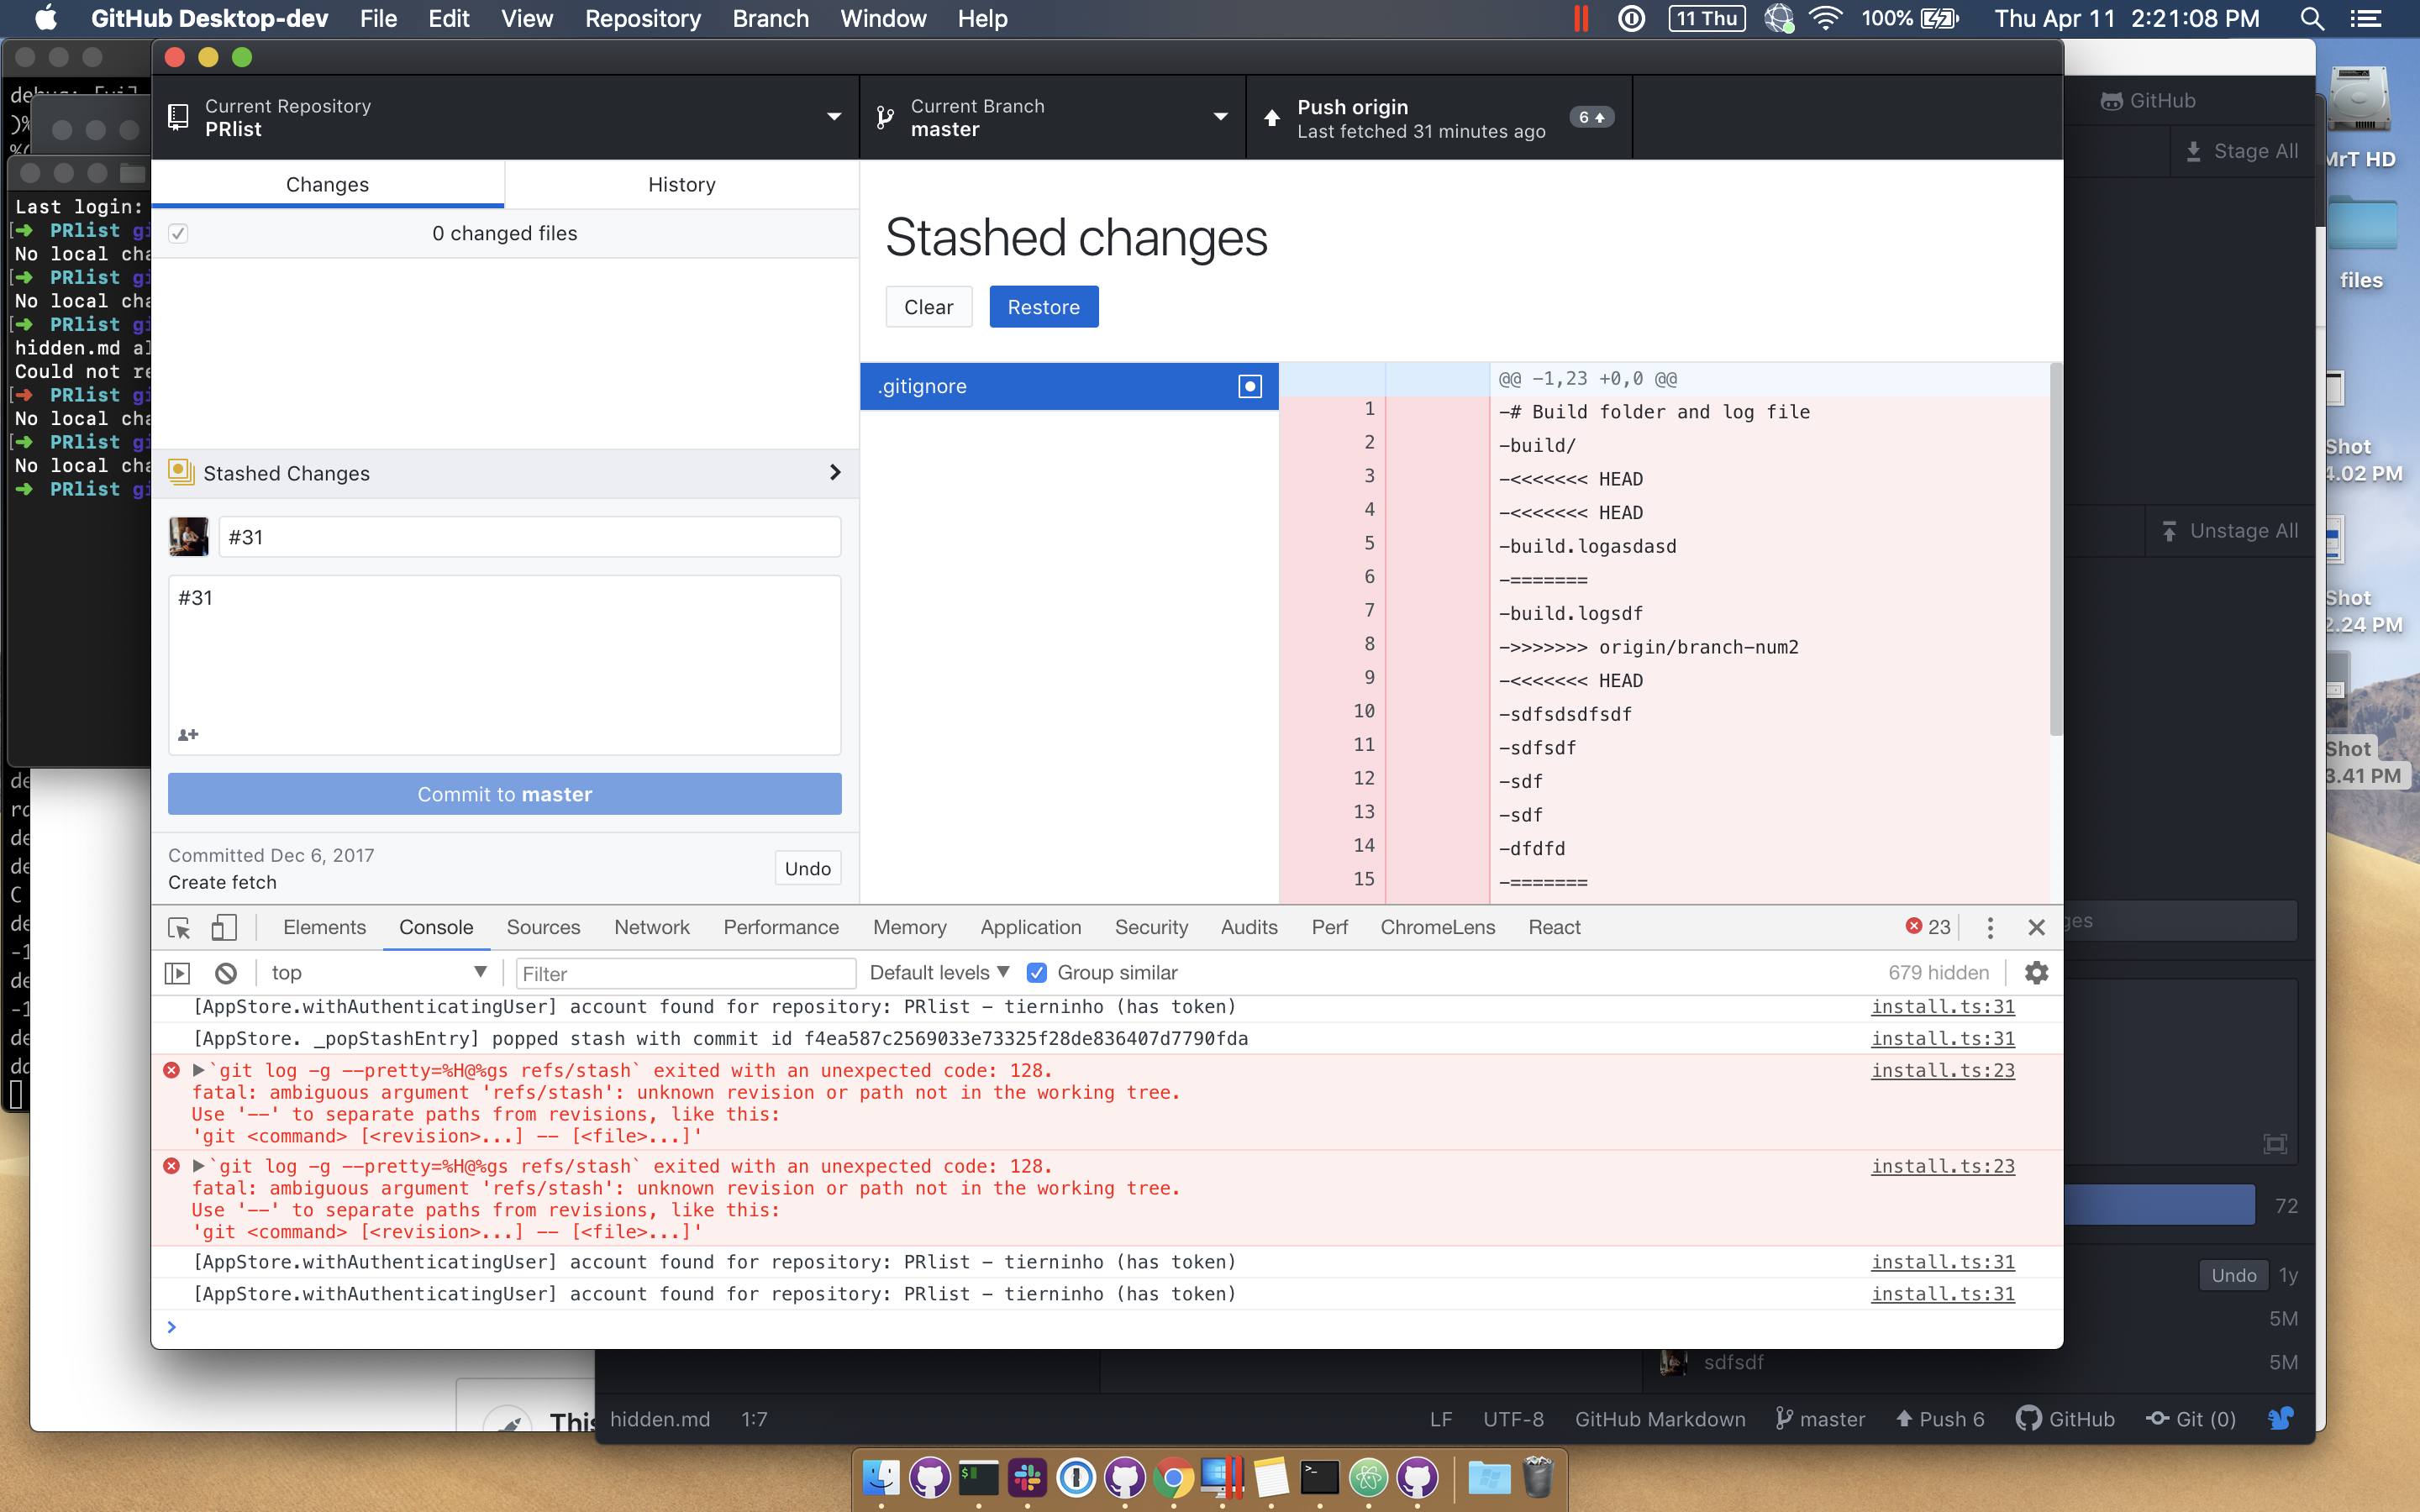 GitHub Desktop-dev File Edit View Repository Branch Window Help
11 Thu 100% Thu Apr 11 2:21:08 PM
Current Repository
PRlist
Current Branch
master
Push origin
Last fetched 31 minutes ago
6
Changes
History
0 changed files
Stashed Changes
#31
#31
Commit to master
Committed Dec 6, 2017
Create fetch
Undo
Stashed changes
Clear
Restore
.gitignore
@@ -1,23 +0,0 @@
1 -# Build folder and log file
2 -build/
3 -<<<<<<< HEAD
4 -<<<<<<< HEAD
5 -build.logasdasd
6 -=======
7 -build.logsdf
8 ->>>>>>> origin/branch-num2
9 -<<<<<<< HEAD
10 -sdfsdsdfsdf
11 -sdfsdf
12 -sdf
13 -sdf
14 -dfdfd
15 -=======
Elements Console Sources Network Performance Memory Application Security Audits Perf ChromeLens React 23
top Filter Default levels Group similar 679 hidden
[AppStore.withAuthenticatingUser] account found for repository: PRlist - tierninho (has token) install.ts:31
[AppStore. _popStashEntry] popped stash with commit id f4ea587c2569033e73325f28de836407d7790fda install.ts:31
`git log -g --pretty=%H@%gs refs/stash` exited with an unexpected code: 128. install.ts:23
fatal: ambiguous argument 'refs/stash': unknown revision or path not in the working tree.
Use '--' to separate paths from revisions, like this:
'git <command> [<revision>...] -- [<file>...]'
`git log -g --pretty=%H@%gs refs/stash` exited with an unexpected code: 128. install.ts:23
fatal: ambiguous argument 'refs/stash': unknown revision or path not in the working tree.
Use '--' to separate paths from revisions, like this:
'git <command> [<revision>...] -- [<file>...]'
[AppStore.withAuthenticatingUser] account found for repository: PRlist - tierninho (has token) install.ts:31
[AppStore.withAuthenticatingUser] account found for repository: PRlist - tierninho (has token) install.ts:31
Last login:
PRlist
No local
PRlist
No local
PRlist
hidden.md
Could not
PRlist
No local
PRlist
No local
PRlist
GitHub
Stage All
Unstage All
72
Undo 1y
5M
sdfsdf 5M
hidden.md 1:7 LF UTF-8 GitHub Markdown master Push 6 GitHub Git (0)
MrT HD
files
Shot
4.02 PM
Shot
2.24 PM
Shot
3.41 PM